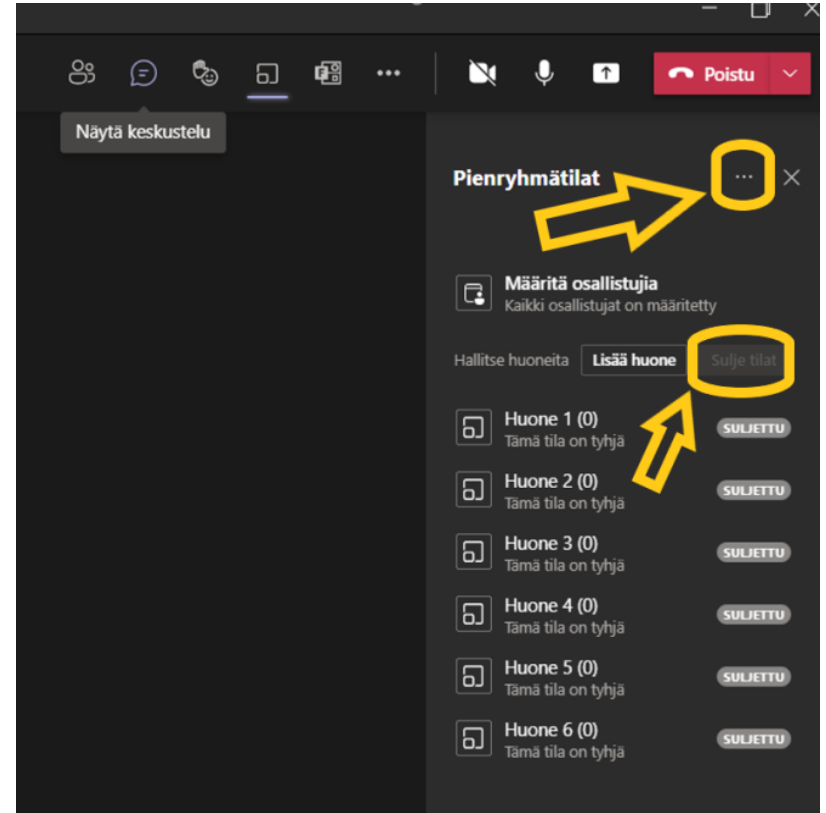 Poistu
Näytä keskustelu
Pienryhmätilat
Määritä osallistujia
Kaikki osallistujat on määritetty
Hallitse huoneita Lisää huone Sulje tilat
Huone 1 (0)
Tämä tila on tyhjä
SULJETTU
Huone 2 (0)
Tämä tila on tyhjä
SULJETTU
Huone 3 (0)
Tämä tila on tyhjä
SULJETTU
Huone 4 (0)
Tämä tila on tyhjä
SULJETTU
Huone 5 (0)
Tämä tila on tyhjä
SULJETTU
Huone 6 (0)
Tämä tila on tyhjä
SULJETTU